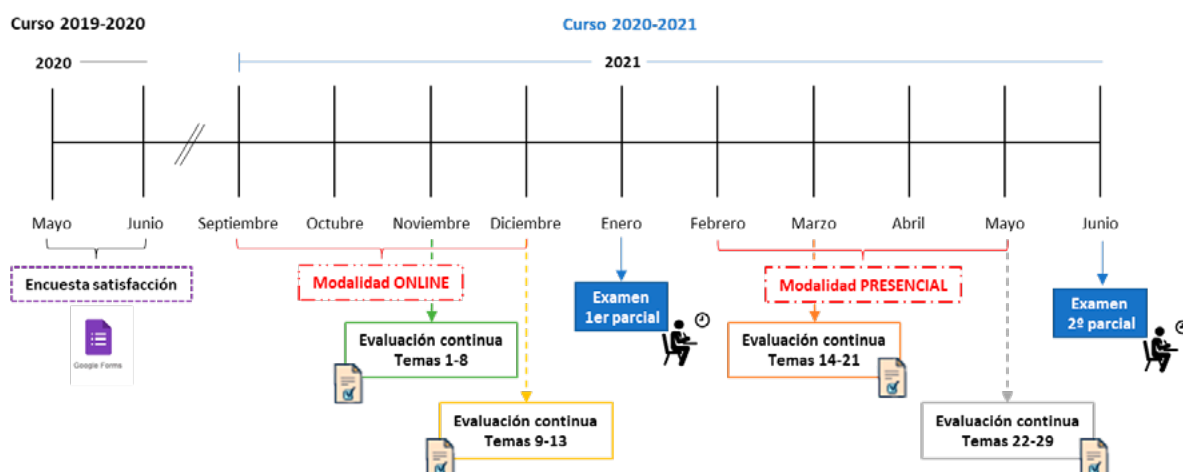 Curso 2019-2020
Curso 2020-2021
2020
2021
Mayo
Junio
Septiembre
Octubre
Noviembre
Diciembre
Enero
Febrero
Marzo
Abril
Mayo
Junio
Encuesta satisfacción
Google Forms
Modalidad ONLINE
Modalidad PRESENCIAL
Examen
1er parcial
Examen
2º parcial
Evaluación continua
Temas 1-8
Evaluación continua
Temas 14-21
Evaluación continua
Temas 9-13
Evaluación continua
Temas 22-29